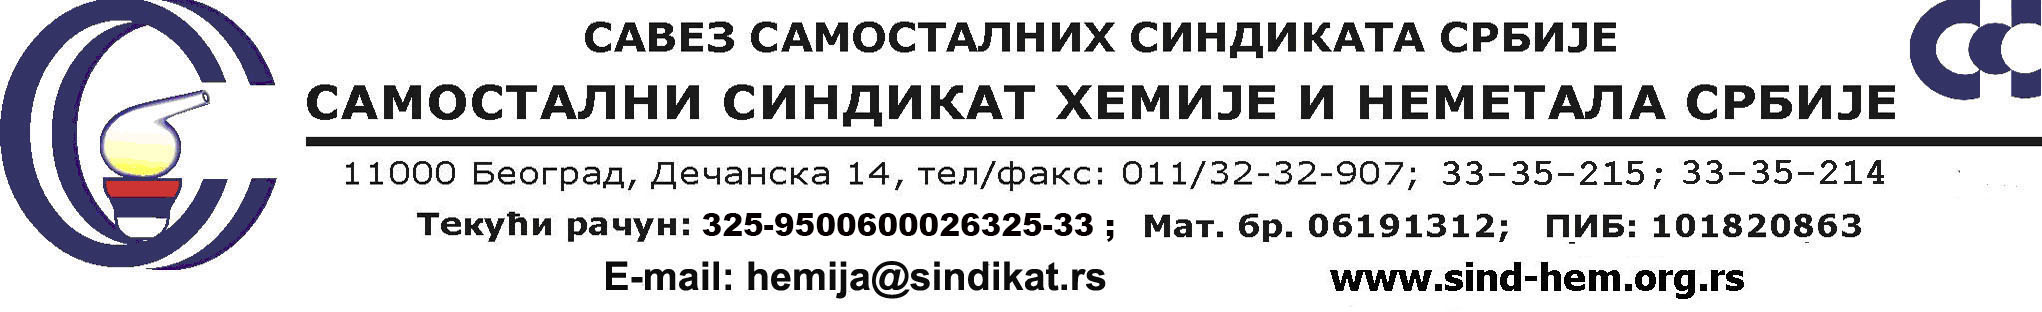 САВЕЗ САМОСТАЛНИХ СИНДИКАТА СРБИЈЕ
САМОСТАЛНИ СИНДИКАТ ХЕМИЈЕ И НЕМЕТАЛА СРБИЈЕ
11000 Београд, Дечанска 14, тел/факс: 011/32-32-907; 33-35-215; 33-35-214
Текући рачун: 325-9500600026325-33 ; Мат. бр. 06191312; ПИБ: 101820863
E-mail: hemija@sindikat.rs www.sind-hem.org.rs